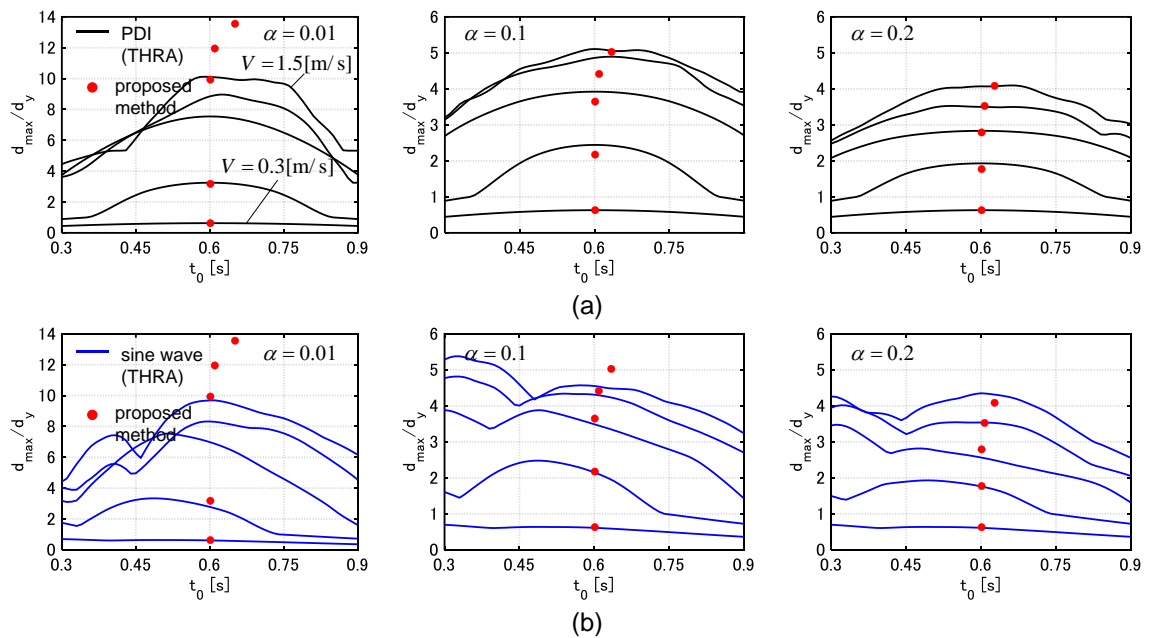 14
12
10
8
6
4
2
0
d_max/d_y
PDI
(THRA)
proposed
method
α = 0.01
V = 1.5[m/s]
V = 0.3[m/s]
0.3 0.45 0.6 0.75 0.9
t_0 [s]
6
5
4
3
2
1
0
d_max/d_y
α = 0.1
0.3 0.45 0.6 0.75 0.9
t_0 [s]
6
5
4
3
2
1
0
d_max/d_y
α = 0.2
0.3 0.45 0.6 0.75 0.9
t_0 [s]
(a)
14
12
10
8
6
4
2
0
d_max/d_y
sine wave
(THRA)
proposed
method
α = 0.01
0.3 0.45 0.6 0.75 0.9
t_0 [s]
6
5
4
3
2
1
0
d_max/d_y
α = 0.1
0.3 0.45 0.6 0.75 0.9
t_0 [s]
6
5
4
3
2
1
0
d_max/d_y
α = 0.2
0.3 0.45 0.6 0.75 0.9
t_0 [s]
(b)